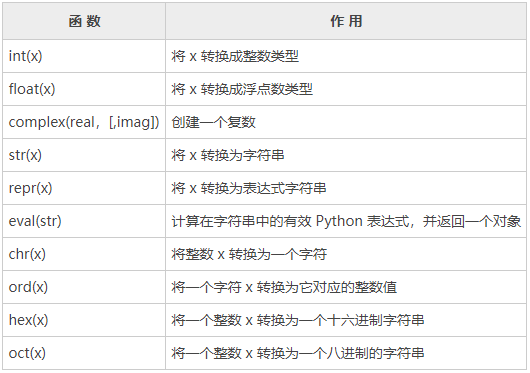 函 数 作 用
int(x) 将 x 转换成整数类型
float(x) 将 x 转换成浮点数类型
complex(real，[,imag]) 创建一个复数
str(x) 将 x 转换为字符串
repr(x) 将 x 转换为表达式字符串
eval(str) 计算在字符串中的有效 Python 表达式，并返回一个对象
chr(x) 将整数 x 转换为一个字符
ord(x) 将一个字符 x 转换为它对应的整数值
hex(x) 将一个整数 x 转换为一个十六进制字符串
oct(x) 将一个整数 x 转换为一个八进制的字符串